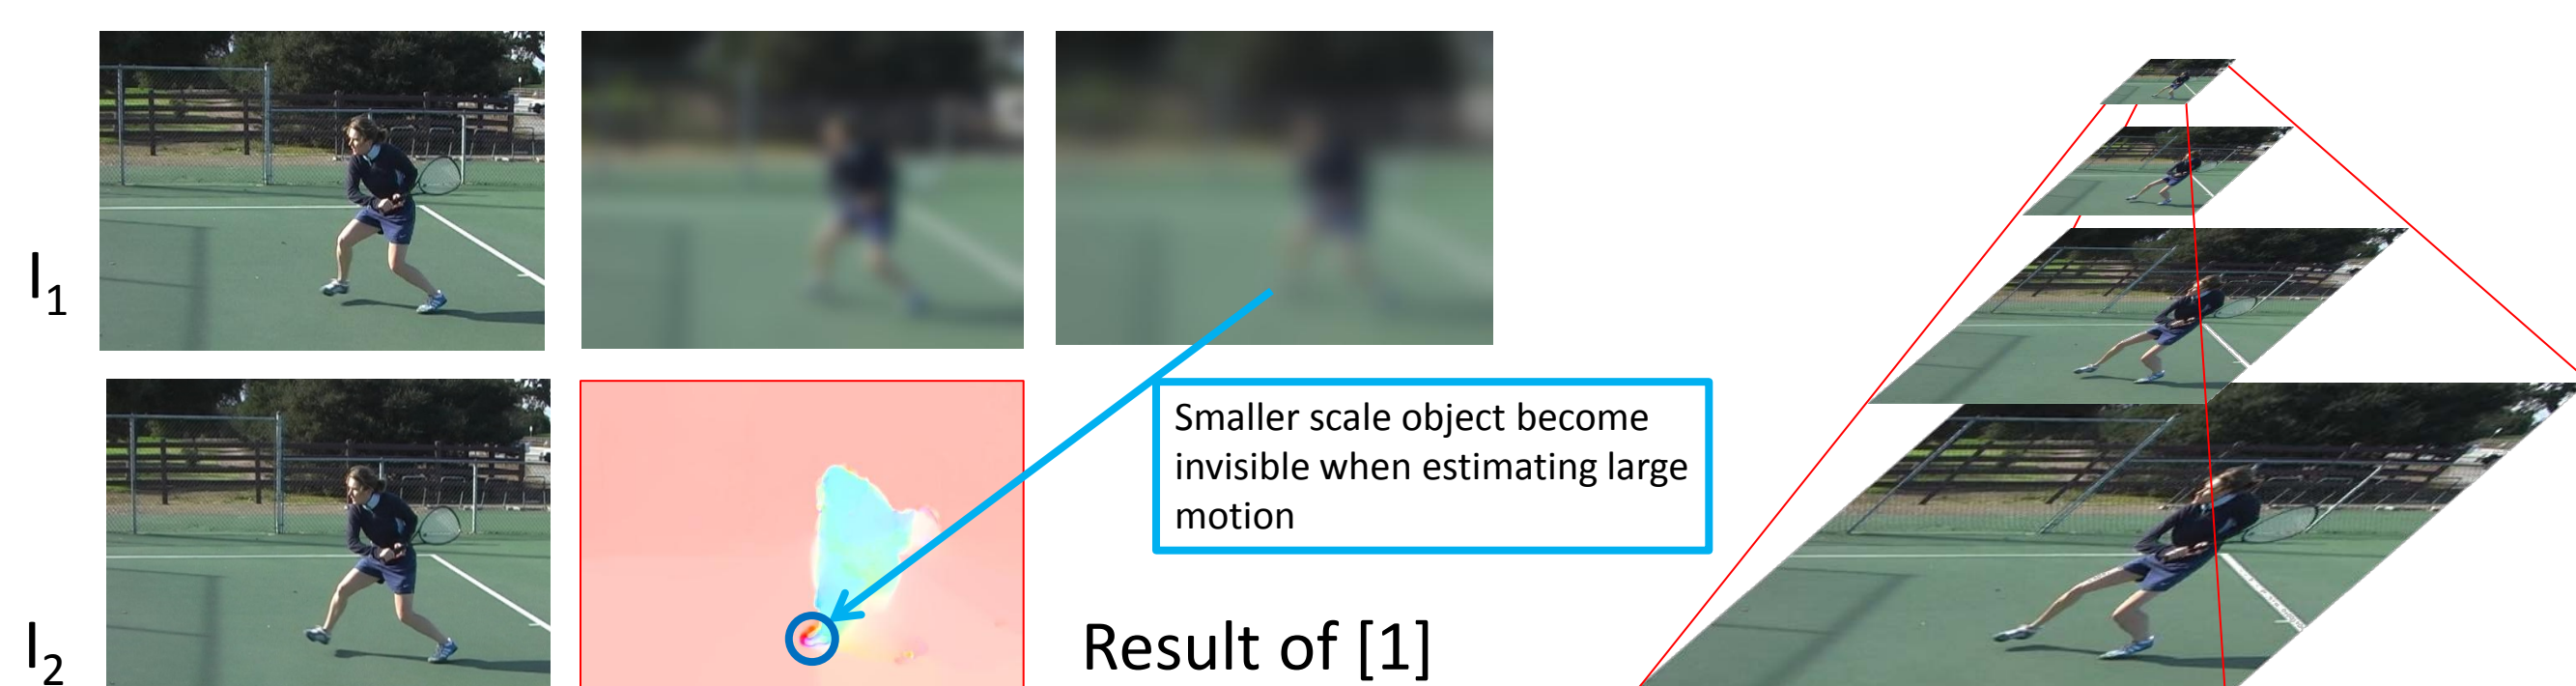 I1
Smaller scale object become
invisible when estimating large
motion
I2
Result of [1]